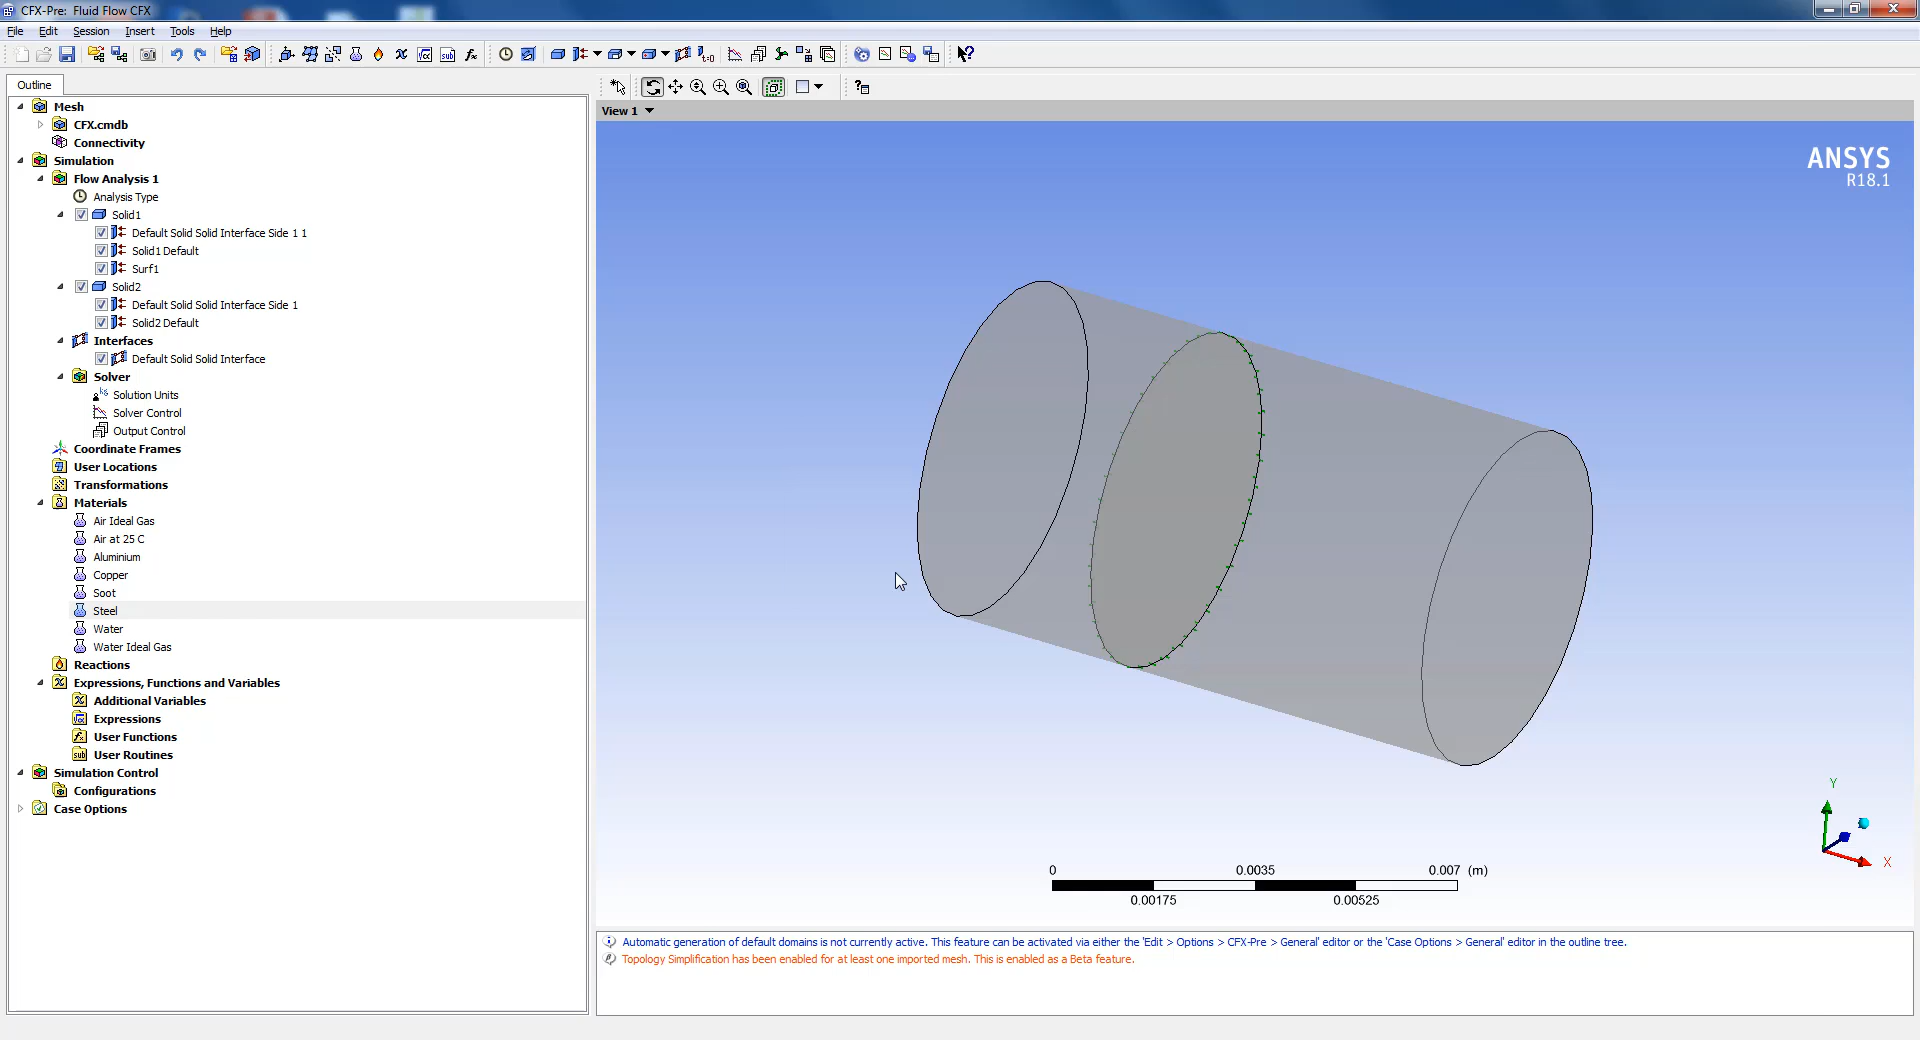 CFX-Pre: Fluid Flow CFX
File Edit Session Insert Tools Help
Outline
Mesh
CFX.cmdb
Connectivity
Simulation
Flow Analysis 1
Analysis Type
Solid1
Default Solid Solid Interface Side 1 1
Solid1 Default
Surf1
Solid2
Default Solid Solid Interface Side 1
Solid2 Default
Interfaces
Default Solid Solid Interface
Solver
Solution Units
Solver Control
Output Control
Coordinate Frames
User Locations
Transformations
Materials
Air Ideal Gas
Air at 25 C
Aluminium
Copper
Soot
Steel
Water
Water Ideal Gas
Reactions
Expressions, Functions and Variables
Additional Variables
Expressions
User Functions
User Routines
Simulation Control
Configurations
Case Options
View 1
ANSYS
R18.1
Y
X
0 0.0035 0.007 (m)
0.00175 0.00525
Automatic generation of default domains is not currently active. This feature can be activated via either the 'Edit > Options > CFX-Pre > General' editor or the 'Case Options > General' editor in the outline tree.
Topology Simplification has been enabled for at least one imported mesh. This is enabled as a Beta feature.